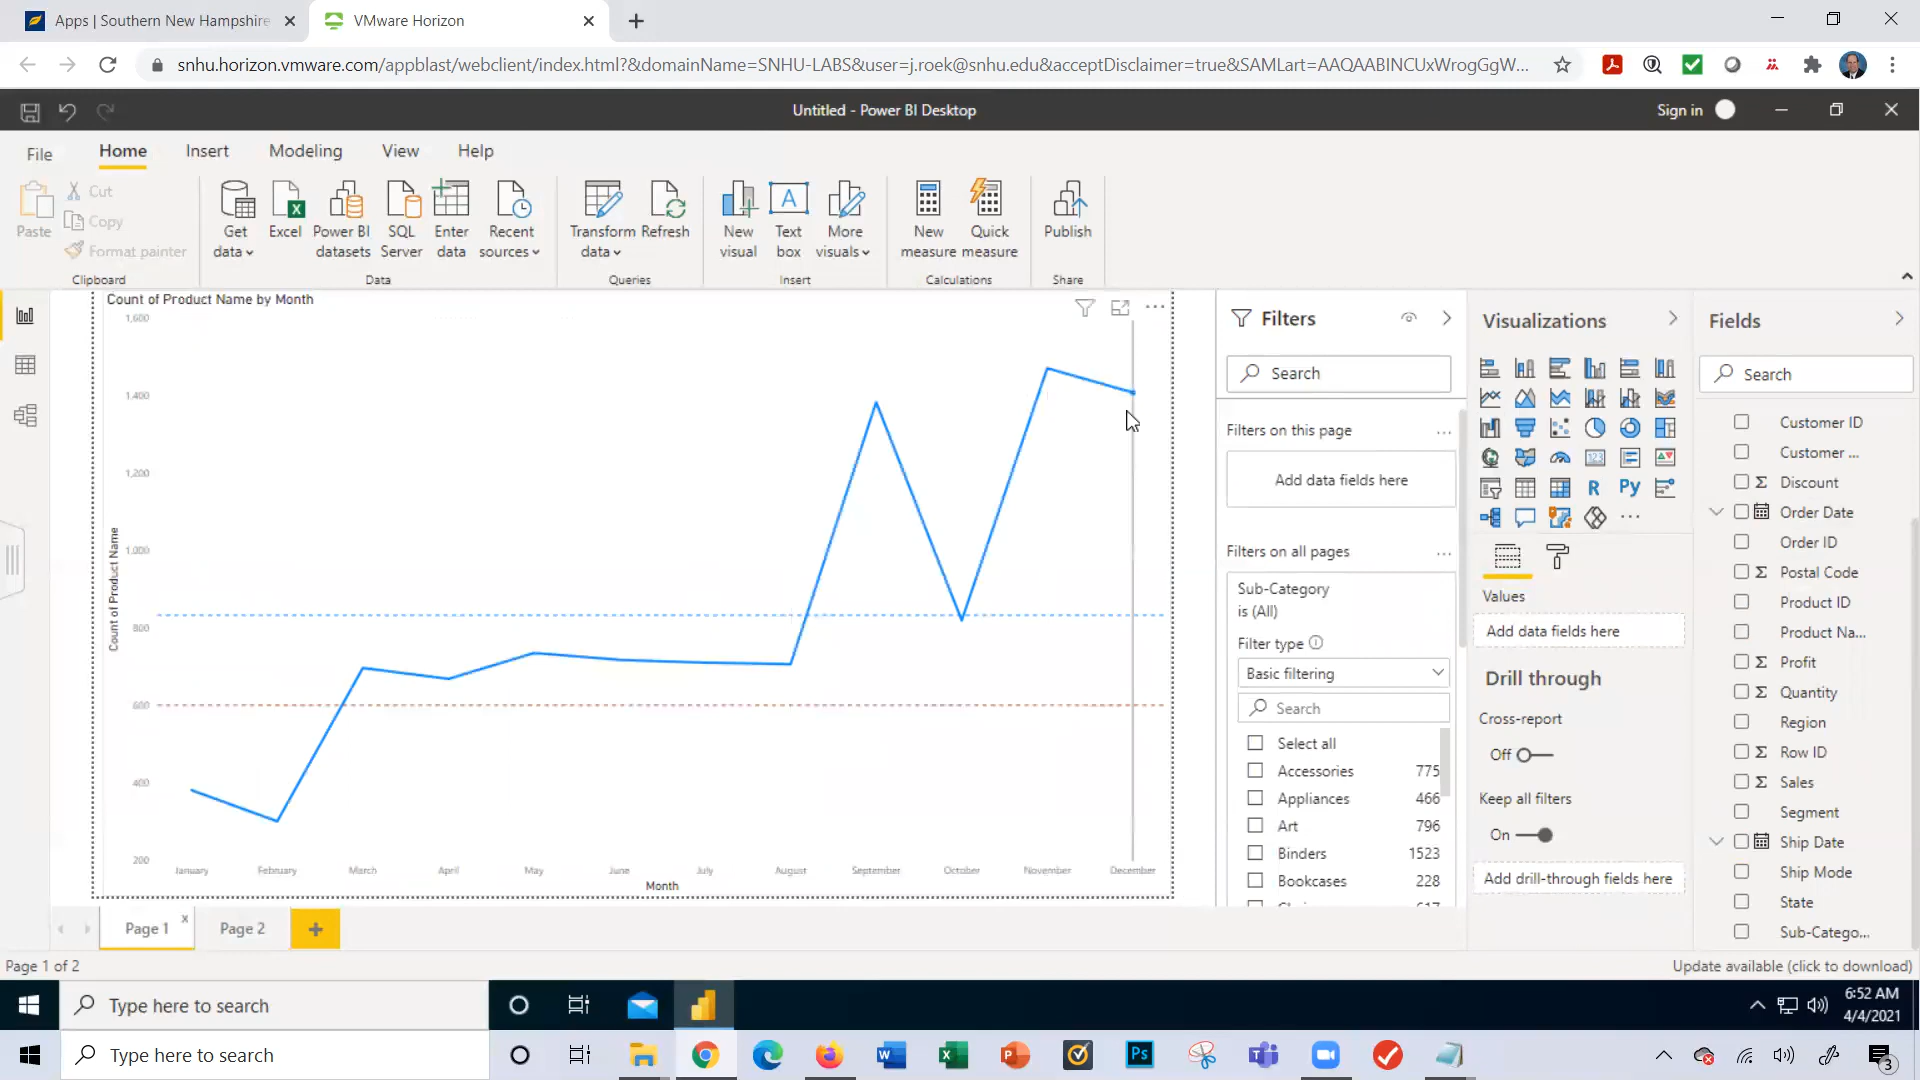 Apps | Southern New Hampshire
VMware Horizon
snhu.horizon.vmware.com/appblast/webclient/index.html?&domainName=SNHU-LABS&user=j.roek@snhu.edu&acceptDisclaimer=true&SAMLart=AAQAABINCUxWrogGgW...
Untitled - Power BI Desktop
Sign in
File
Home
Insert
Modeling
View
Help
Paste
Cut
Copy
Format painter
Clipboard
Get data
Excel
Power BI datasets
SQL Server
Enter data
Recent sources
Data
Transform data
Refresh
Queries
New visual
Text box
More visuals
Insert
New measure
Quick measure
Calculations
Publish
Share
Count of Product Name by Month
Count of Product Name
1,600
1,400
1,200
1,000
800
600
400
200
January
February
March
April
May
June
July
August
September
October
November
December
Month
Filters
Search
Filters on this page
...
Add data fields here
Filters on all pages
...
Sub-Category
is (All)
Filter type
Basic filtering
Search
Select all
Accessories 775
Appliances 466
Art 796
Binders 1523
Bookcases 228
617
Visualizations
R
Py
123
...
Values
Add data fields here
Drill through
Cross-report
Off
Keep all filters
On
Add drill-through fields here
Fields
Search
Customer ID
Customer ...
Σ Discount
Order Date
Order ID
Σ Postal Code
Product ID
Product Na...
Σ Profit
Σ Quantity
Region
Σ Row ID
Σ Sales
Segment
Ship Date
Ship Mode
State
Sub-Catego...
Page 1
Page 2
Page 1 of 2
Update available (click to download)
Type here to search
6:52 AM
4/4/2021
Type here to search
Ps
3